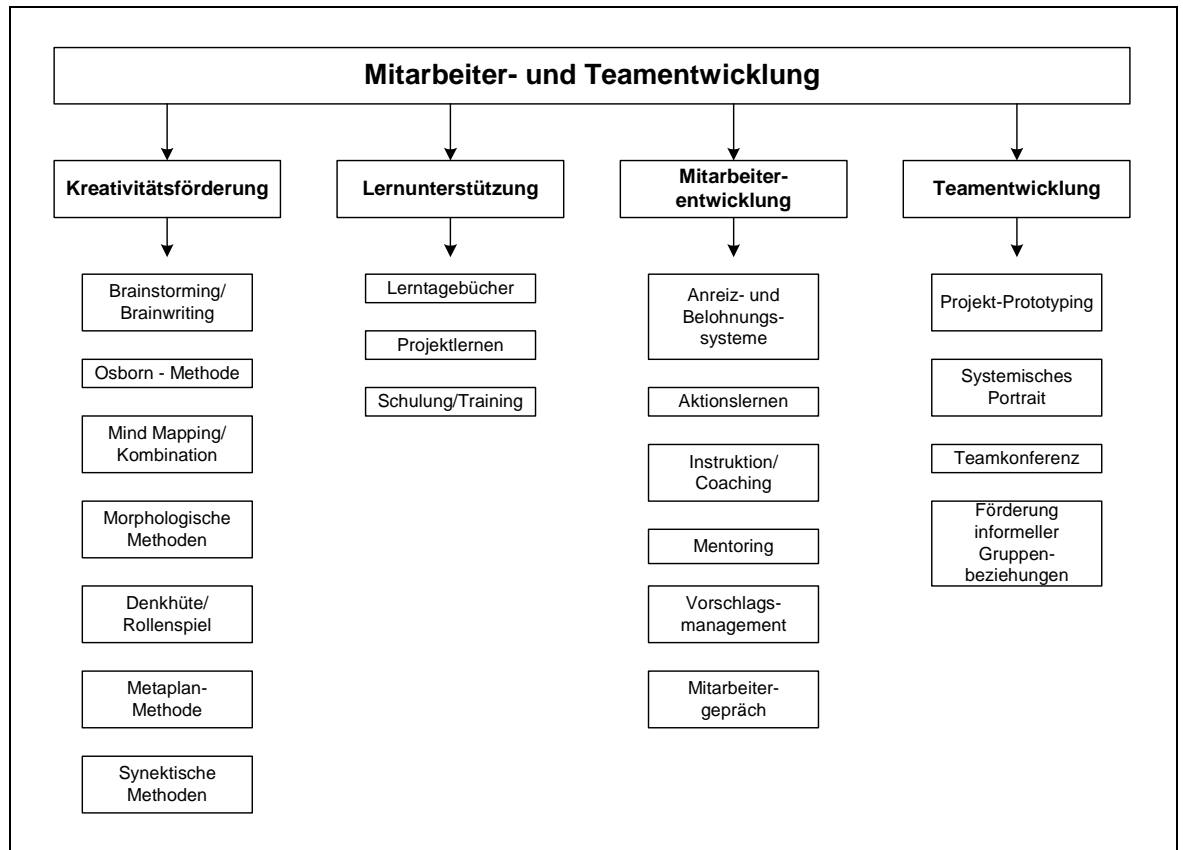 Mitarbeiter- und Teamentwicklung
Kreativitätsförderung
Lernunterstützung
Mitarbeiter-
entwicklung
Teamentwicklung
Brainstorming/
Brainwriting
Osborn - Methode
Mind Mapping/
Kombination
Morphologische
Methoden
Denkhüte/
Rollenspiel
Metaplan-
Methode
Synektische
Methoden
Lerntagebücher
Projektlernen
Schulung/Training
Anreiz- und
Belohnungs-
systeme
Aktionslernen
Instruktion/
Coaching
Mentoring
Vorschlags-
management
Mitarbeiter-
gepräch
Projekt-Prototyping
Systemisches
Portrait
Teamkonferenz
Förderung
informeller
Gruppen-
beziehungen